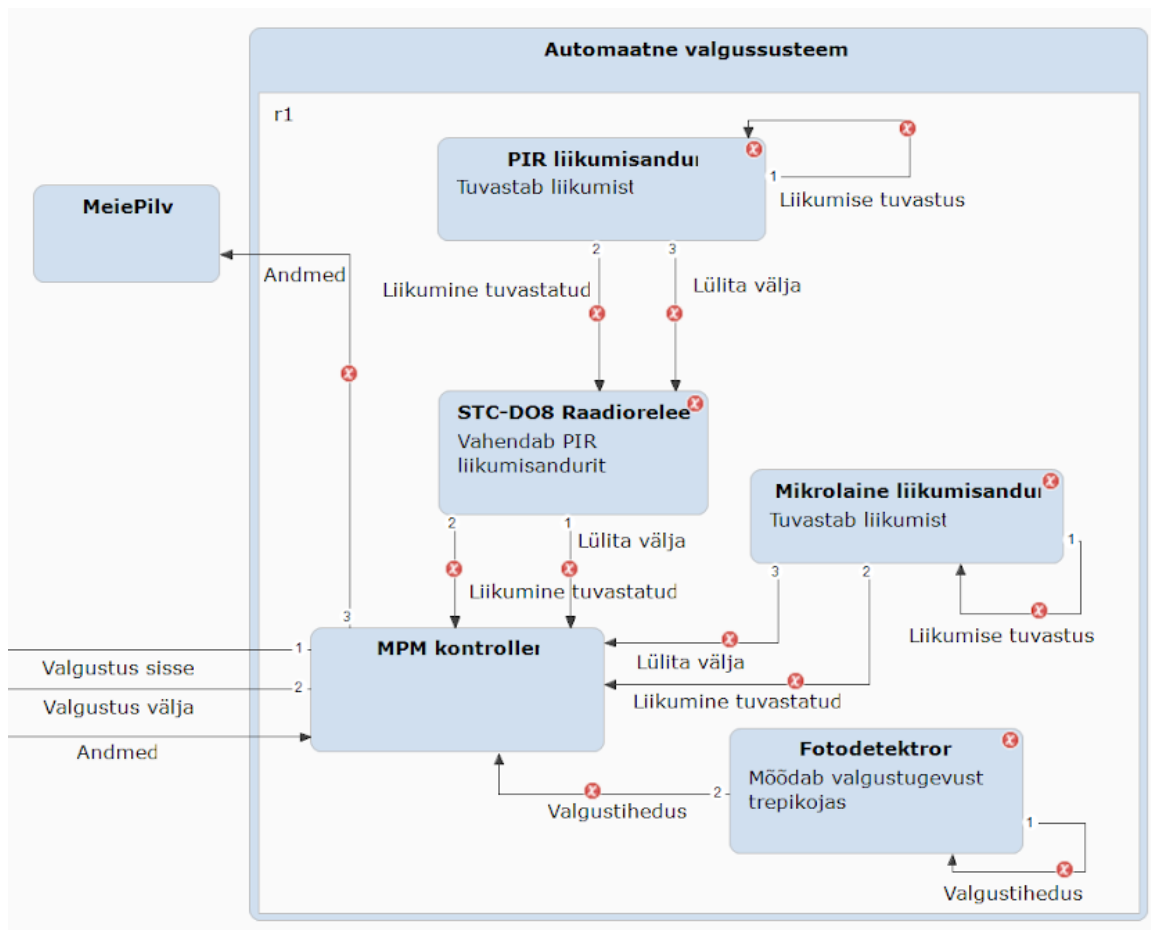 Automaatne valgussusteem
r1
PIR liikumisandur
Tuvastab liikumist
1
Liikumise tuvastus
MeiePilv
2
3
Andmed
Liikumine tuvastatud
Lülita välja
STC-DO8 Raadiorelee
Vahendab PIR
liikumisandurit
Mikrolaine liikumisandur
Tuvastab liikumist
2
1
Lülita välja
1
3
2
Liikumine tuvastatud
Liikumise tuvastus
3
MPM kontroller
1
Valgustus sisse
Lülita välja
2
Valgustus välja
Liikumine tuvastatud
Andmed
Fotodetektror
Mõõdab valgustugevust
trepikojas
2
Valgustihedus
1
Valgustihedus